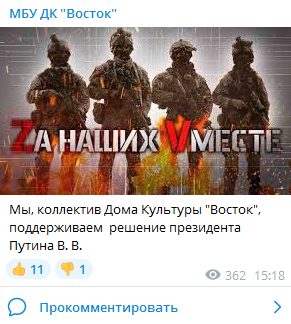 МБУ ДК "Восток"
ZА НАШИХ VМЕСТЕ
Мы, коллектив Дома Культуры "Восток",
поддерживаем решение президента
Путина В. В.
👍 11 👎 1
362 15:18
Прокомментировать